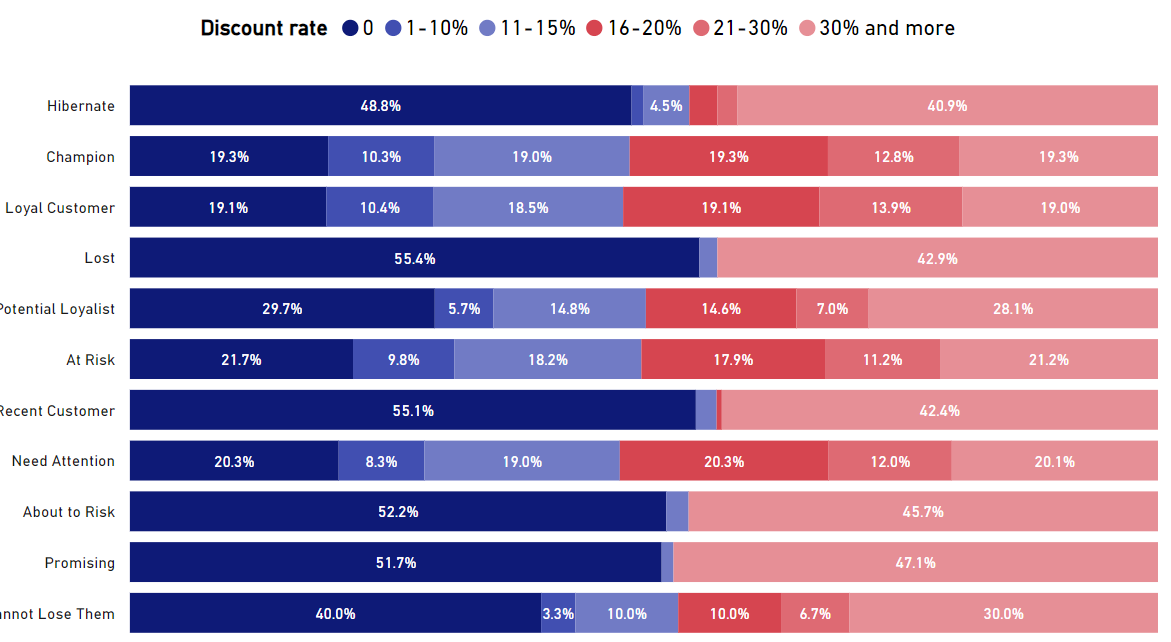 Discount rate 0 1-10% 11-15% 16-20% 21-30% 30% and more
Hibernate 48.8% 4.5% 40.9%
Champion 19.3% 10.3% 19.0% 19.3% 12.8% 19.3%
Loyal Customer 19.1% 10.4% 18.5% 19.1% 13.9% 19.0%
Lost 55.4% 42.9%
Potential Loyalist 29.7% 5.7% 14.8% 14.6% 7.0% 28.1%
At Risk 21.7% 9.8% 18.2% 17.9% 11.2% 21.2%
Recent Customer 55.1% 42.4%
Need Attention 20.3% 8.3% 19.0% 20.3% 12.0% 20.1%
About to Risk 52.2% 45.7%
Promising 51.7% 47.1%
nnot Lose Them 40.0% 3.3% 10.0% 10.0% 6.7% 30.0%